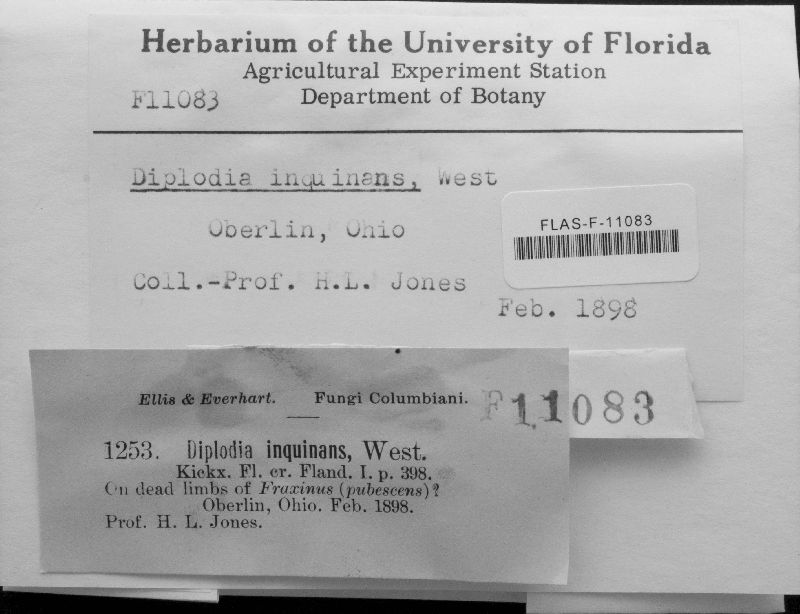 Herbarium of the University of Florida
Agricultural Experiment Station
Department of Botany
F11083
Diplodia inquinans, West
Oberlin, Ohio
Coll.-Prof. H.L. Jones
Feb. 1898
FLAS-F-11083
Ellis & Everhart. Fungi Columbiani.
F11083
1253. Diplodia inquinans, West.
Kickx. Fl. cr. Fland. I. p. 398.
On dead limbs of Fraxinus (pubescens)?
Oberlin, Ohio. Feb. 1898.
Prof. H. L. Jones.